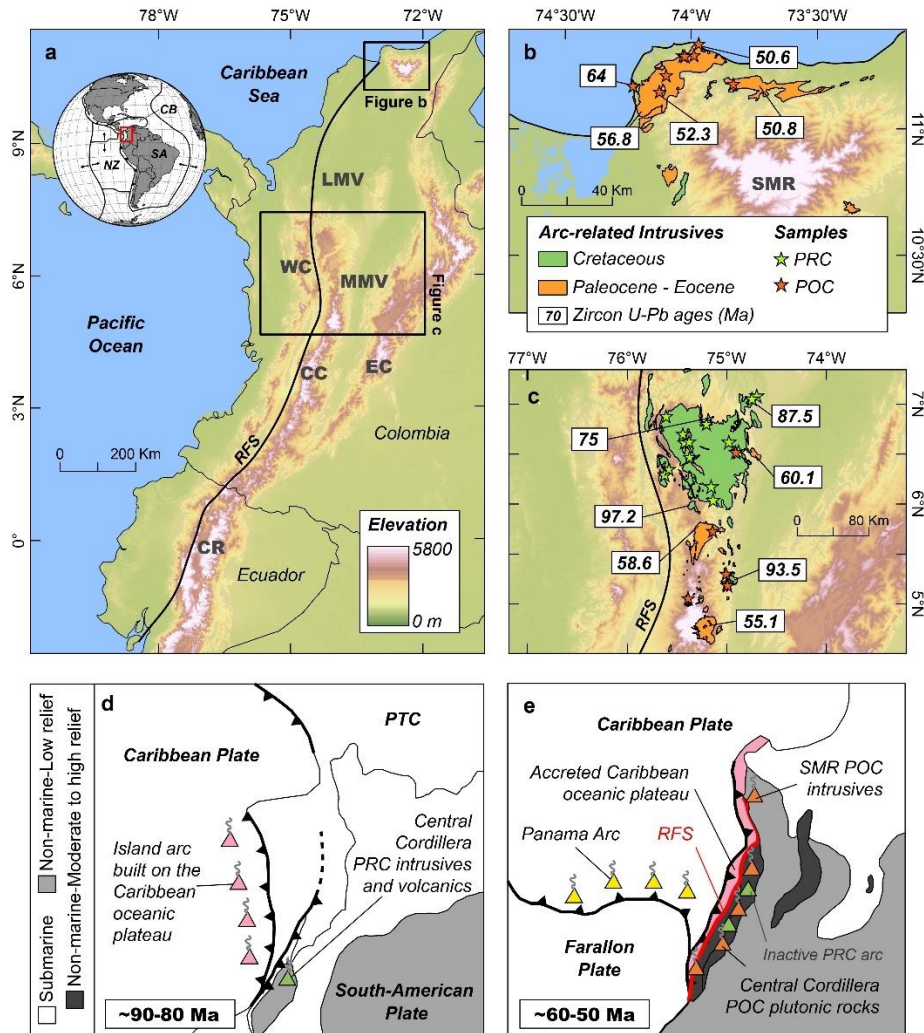 78°W
75°W
72°W
a
Caribbean
Sea
Figure b
CB
NZ
SA
9°N
LMV
WC
MMV
Figure c
6°N
Pacific
Ocean
CC
EC
3°N
0
200 Km
RFS
Colombia
0°
CR
Ecuador
Elevation
5800
0 m
74°30'W
74°0'W
73°30'W
b
50.6
64
56.8
52.3
50.8
11°N
0
40 Km
SMR
10°30'N
Arc-related Intrusives
Samples
Cretaceous
PRC
Paleocene - Eocene
POC
70
Zircon U-Pb ages (Ma)
77°W
76°W
75°W
74°W
c
7°N
87.5
75
60.1
97.2
6°N
0
80 Km
58.6
93.5
5°N
RFS
55.1
Submarine
Non-marine-Low relief
Non-marine-Moderate to high relief
d
PTC
Caribbean Plate
Island arc
built on the
Caribbean
oceanic
plateau
Central
Cordillera
PRC intrusives
and volcanics
South-American
Plate
~90-80 Ma
e
Caribbean Plate
Accreted Caribbean
oceanic plateau
SMR POC
intrusives
Panama Arc
RFS
Farallon
Plate
Inactive PRC arc
Central Cordillera
POC plutonic rocks
~60-50 Ma